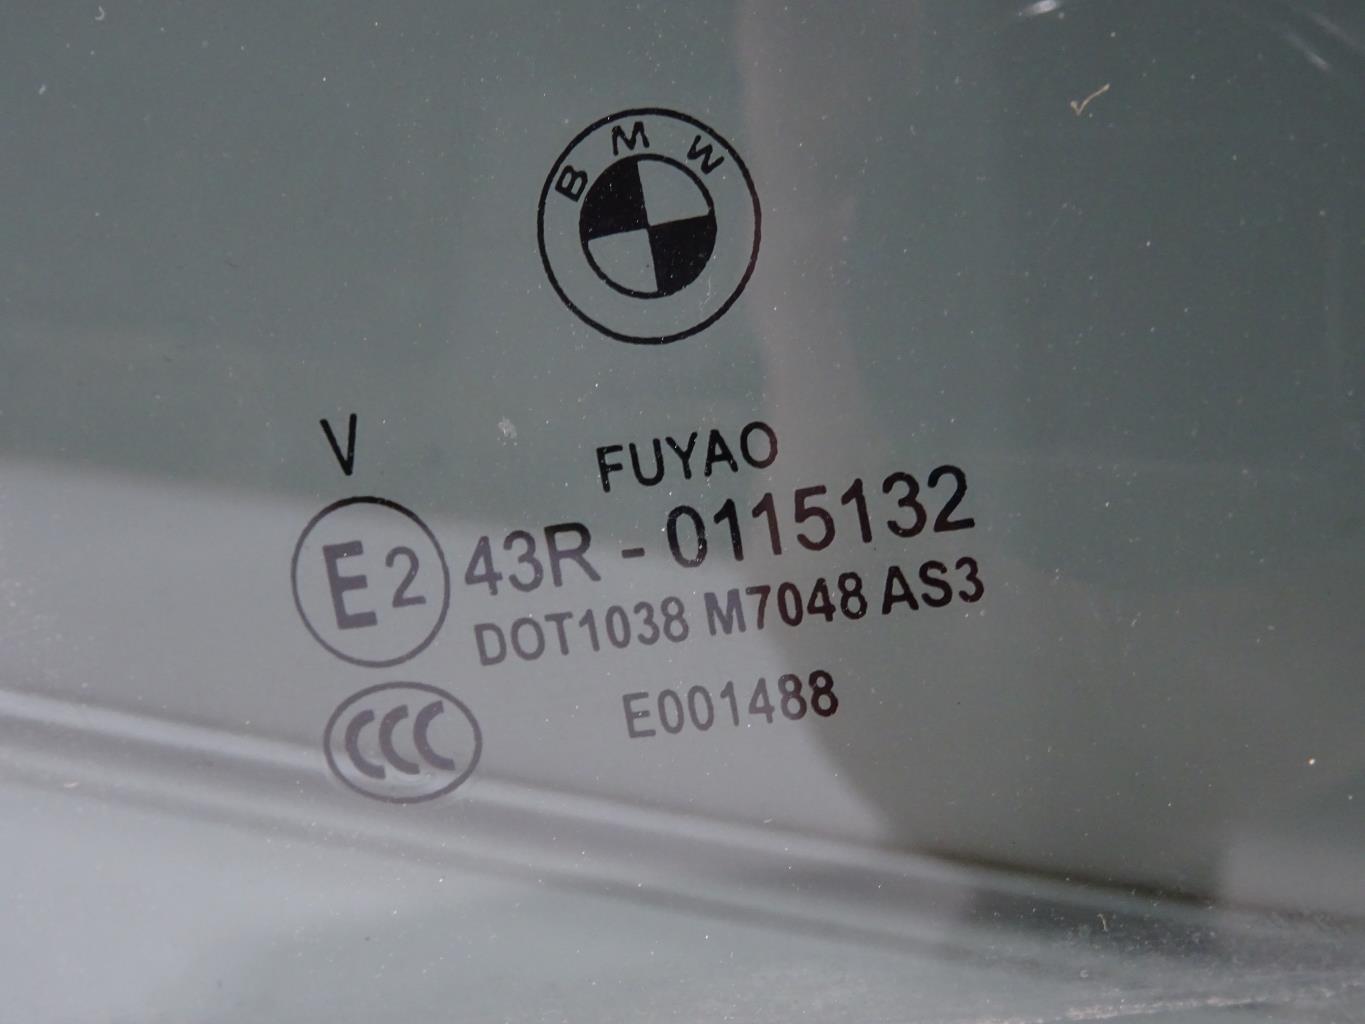 BMW
V
FUYAO
E2 43R - 0115132
DOT1038 M7048 AS3
E001488
CCC